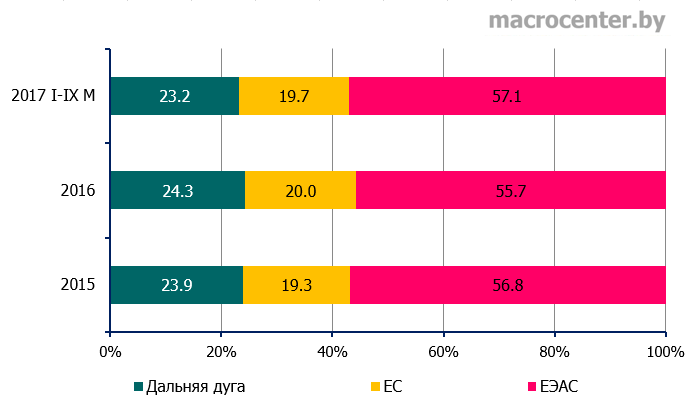 macrocenter.by
2017 I-IX М
23.2 19.7 57.1
2016
24.3 20.0 55.7
2015
23.9 19.3 56.8
0% 20% 40% 60% 80% 100%
Дальняя дуга ЕС ЕЭАС